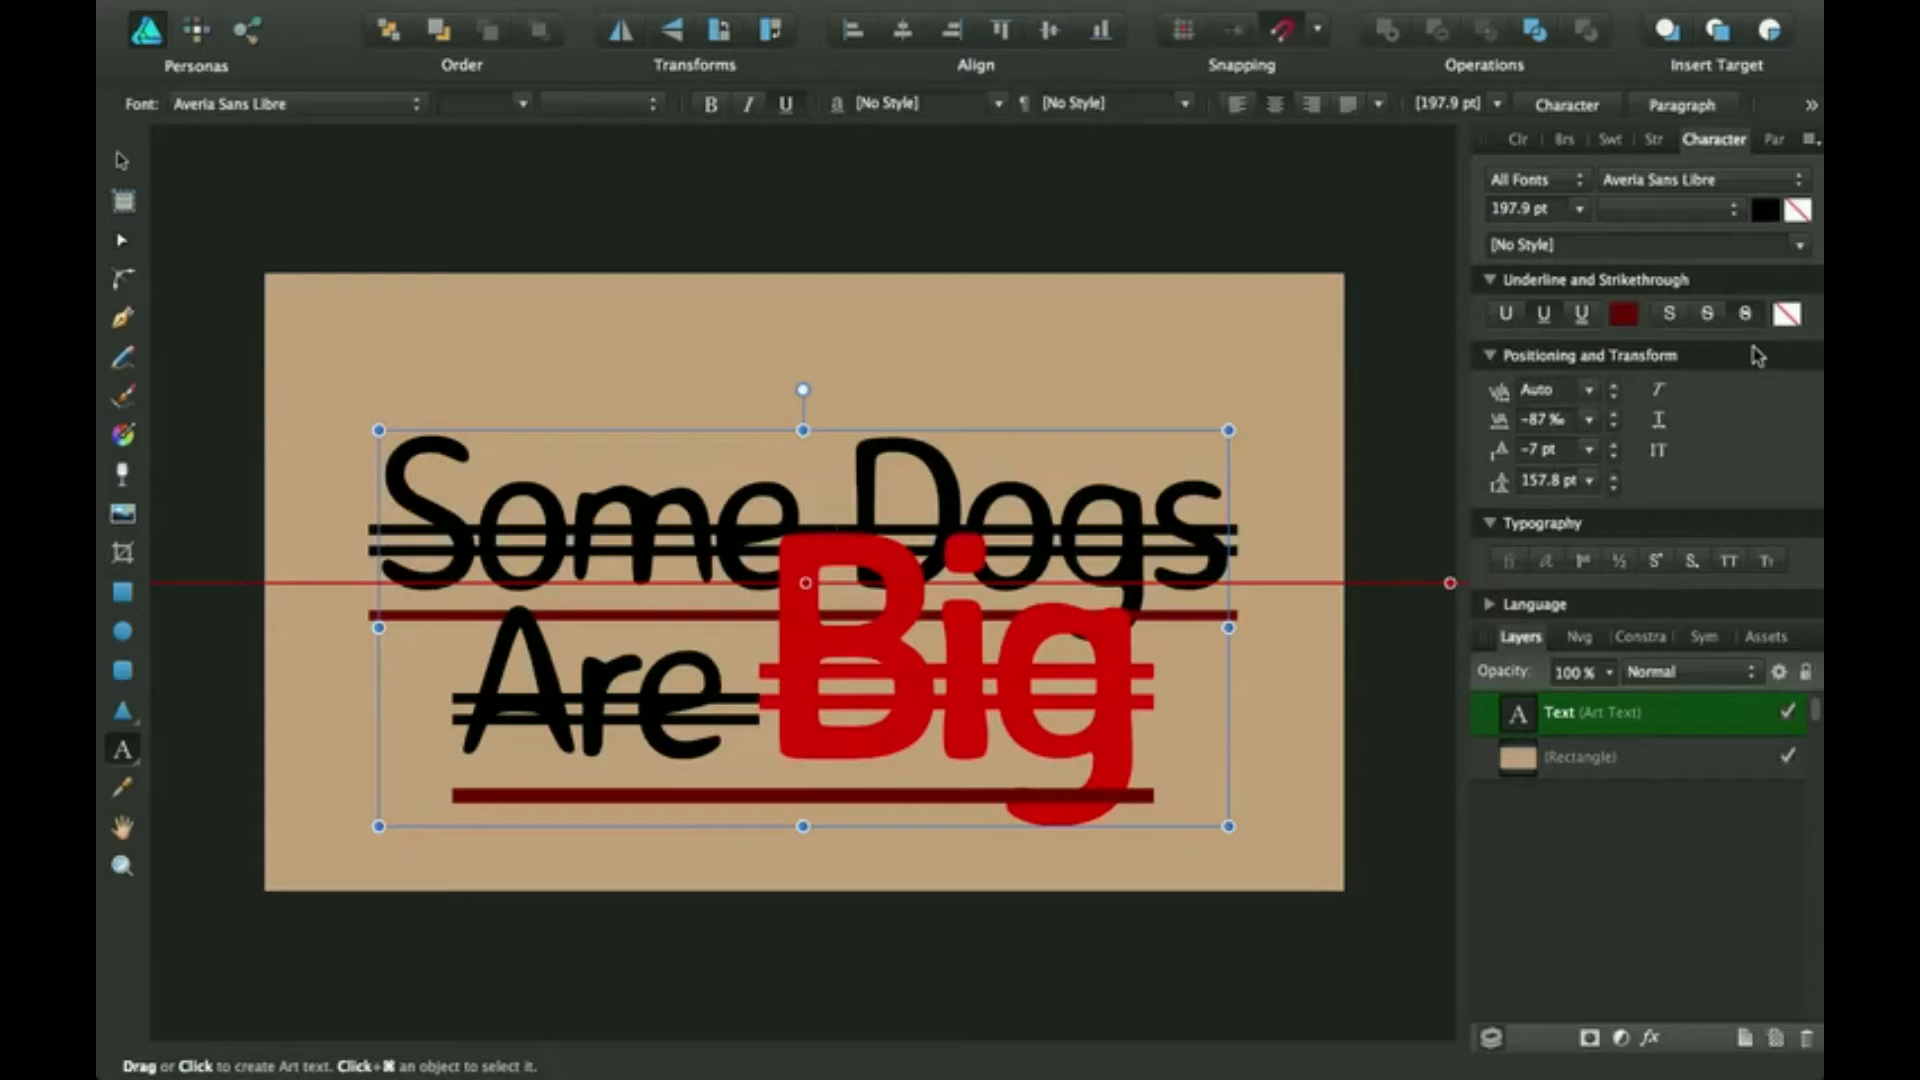 Personas
Order
Transforms
Align
Snapping
Operations
Insert Target
Font: Averia Sans Libre
B I U a [No Style] ¶ [No Style] [197.9 pt] Character Paragraph »
Clr Brs Swt Str Character Par
All Fonts Averia Sans Libre
197.9 pt
[No Style]
Underline and Strikethrough
U U U S S S
Positioning and Transform
Auto
-87 ‰
-7 pt
157.8 pt
Typography
Language
Layers Nvg Constra Sym Assets
Opacity: 100 % Normal
A Text (Art Text)
(Rectangle)
Some Dogs
Are Big
Drag or Click to create Art text. Click+⌘ an object to select it.